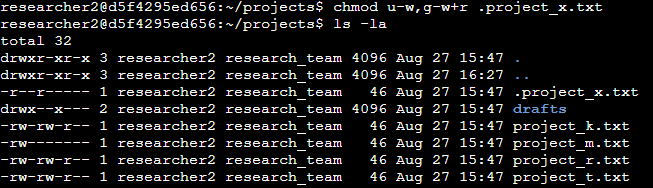 researcher2@d5f4295ed656:~/projects$ chmod u-w,g-w+r .project_x.txt
researcher2@d5f4295ed656:~/projects$ ls -la
total 32
drwxr-xr-x 3 researcher2 research_team 4096 Aug 27 15:47 .
drwxr-xr-x 3 researcher2 research_team 4096 Aug 27 16:27 ..
-r--r----- 1 researcher2 research_team   46 Aug 27 15:47 .project_x.txt
drwx--x--- 2 researcher2 research_team 4096 Aug 27 15:47 drafts
-rw-rw-r-- 1 researcher2 research_team   46 Aug 27 15:47 project_k.txt
-rw------- 1 researcher2 research_team   46 Aug 27 15:47 project_m.txt
-rw-rw-r-- 1 researcher2 research_team   46 Aug 27 15:47 project_r.txt
-rw-rw-r-- 1 researcher2 research_team   46 Aug 27 15:47 project_t.txt